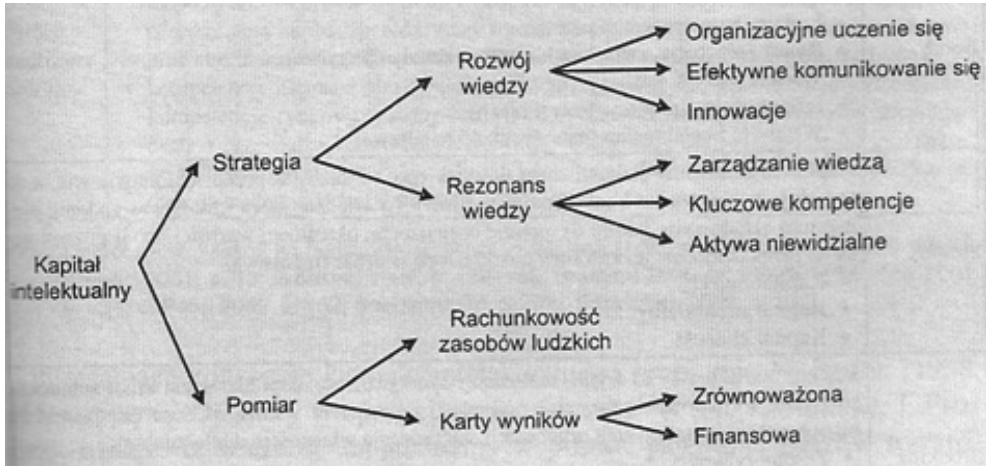 Organizacyjne uczenie się
Rozwój
wiedzy
Efektywne komunikowanie się
Innowacje
Strategia
Zarządzanie wiedzą
Rezonans
wiedzy
Kluczowe kompetencje
Aktywa niewidzialne
Kapitał
intelektualny
Rachunkowość
zasobów ludzkich
Pomiar
Karty wyników
Zrównoważona
Finansowa